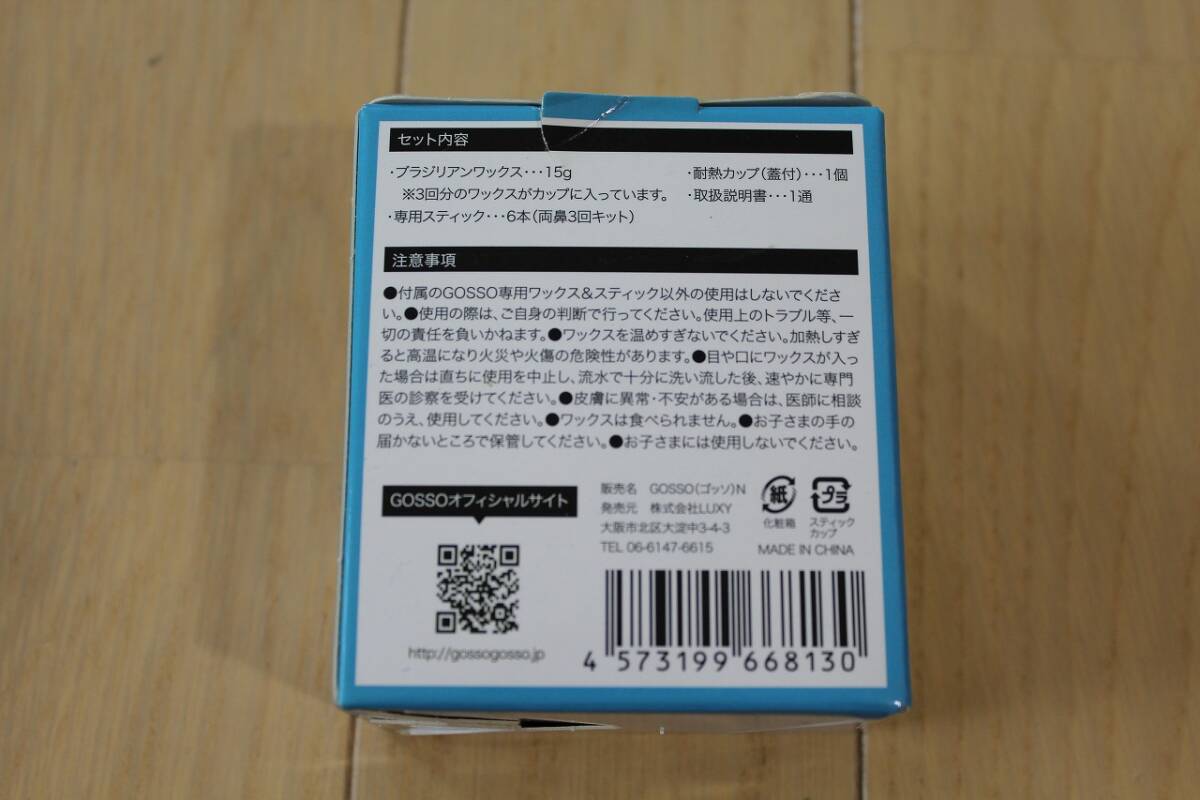 セット内容
・ブラジリアンワックス・・・15g
※3回分のワックスがカップに入っています。
・専用スティック・・・6本(両鼻3回キット)
・耐熱カップ(蓋付)・・・1個
・取扱説明書・・・1通
注意事項
●付属のGOSSO専用ワックス&スティック以外の使用はしないでくださ
い。●使用の際は、ご自身の判断で行ってください。使用上のトラブル等、一
切の責任を負いかねます。●ワックスを温めすぎないでください。加熱しすぎ
ると高温になり火災や火傷の危険性があります。●目や口にワックスが入っ
た場合は直ちに使用を中止し、流水で十分に洗い流した後、速やかに専門
医の診察を受けてください。●皮膚に異常・不安がある場合は、医師に相談
のうえ、使用してください。●ワックスは食べられません。●お子さまの手の
届かないところで保管してください。●お子さまには使用しないでください。
GOSSOオフィシャルサイト
http://gossogosso.jp
販売名 GOSSO(ゴッソ)N
発売元 株式会社LUXY
大阪市北区大淀中3-4-3
TEL 06-6147-6615
紙
化粧箱
プラ
スティック
カップ
MADE IN CHINA
4 573199 668130